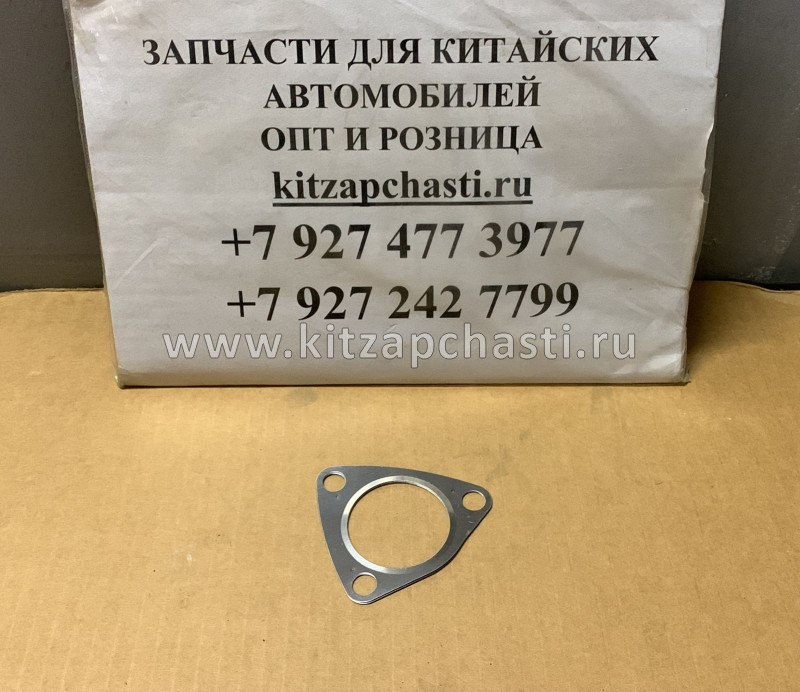 ЗАПЧАСТИ ДЛЯ КИТАЙСКИХ
АВТОМОБИЛЕЙ
ОПТ И РОЗНИЦА
kitzapchasti.ru
+7 927 477 3977
+7 927 242 7799
www.kitzapchasti.ru